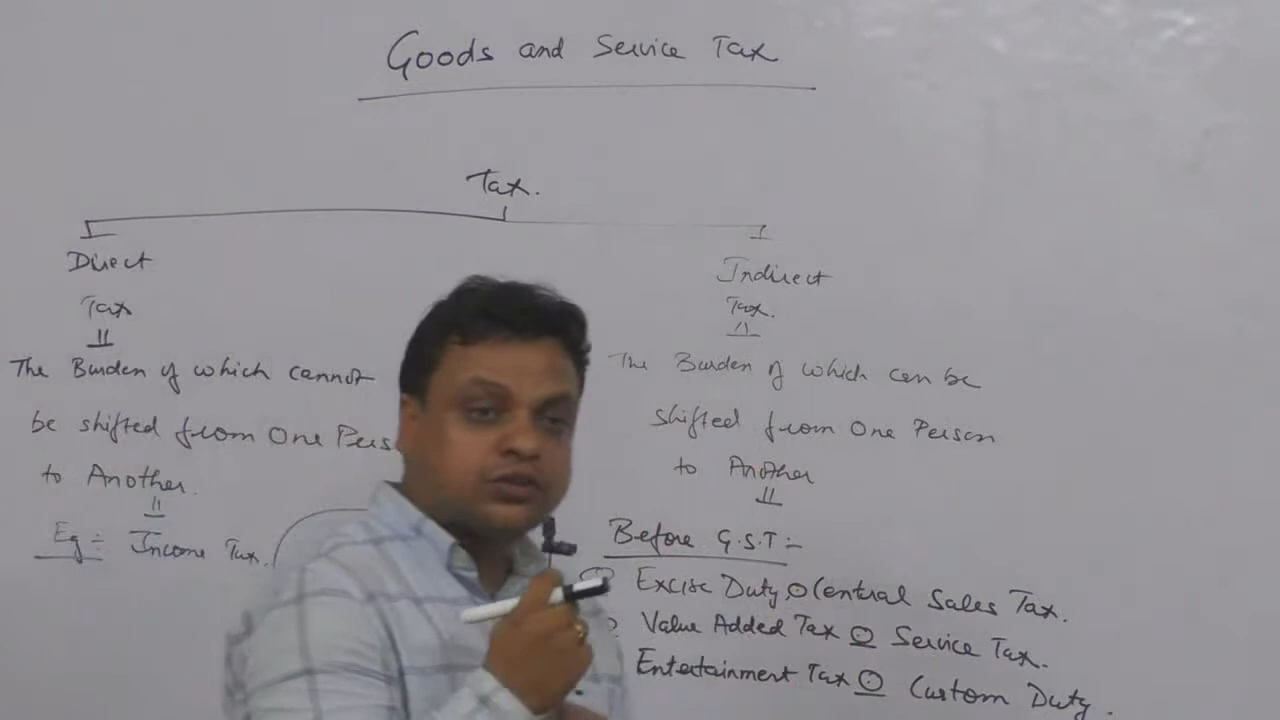 Goods and Service Tax
Tax.
Direct
Tax
The Burden of which cannot
be shifted from One Pers
to Another.
Eg:- Income Tax.
Indirect
Tax.
The Burden of which can be
shifted from One Person
to Another
Before G.S.T:-
Excise Duty Central Sales Tax.
Value Added Tax Service Tax.
Entertainment Tax Custom Duty.